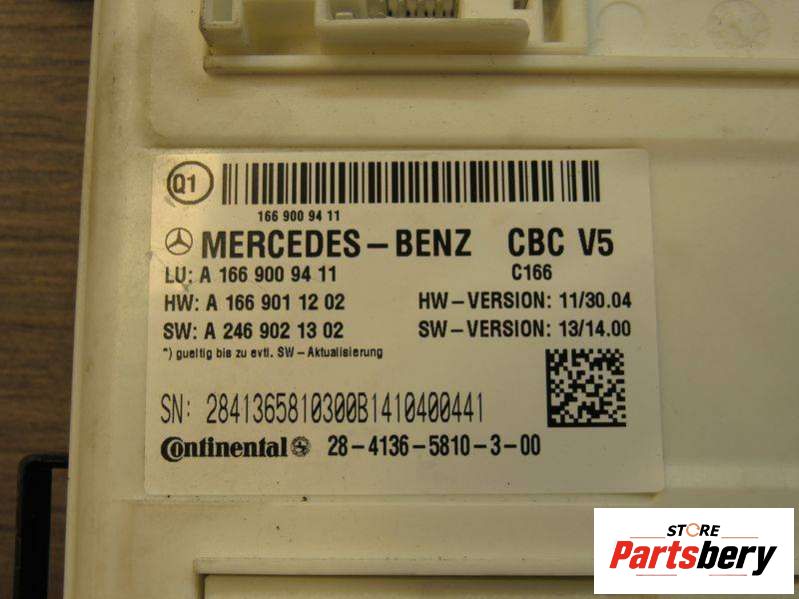 Q1
166 900 94 11
MERCEDES-BENZ CBC V5
LU: A 166 900 94 11 C166
HW: A 166 901 12 02 HW-VERSION: 11/30.04
SW: A 246 902 13 02 SW-VERSION: 13/14.00
*) gueltig bis zu evtl. SW-Aktualisierung
SN: 2841365810300B1410400441
Continental 28-4136-5810-3-00
STORE
Partsbery